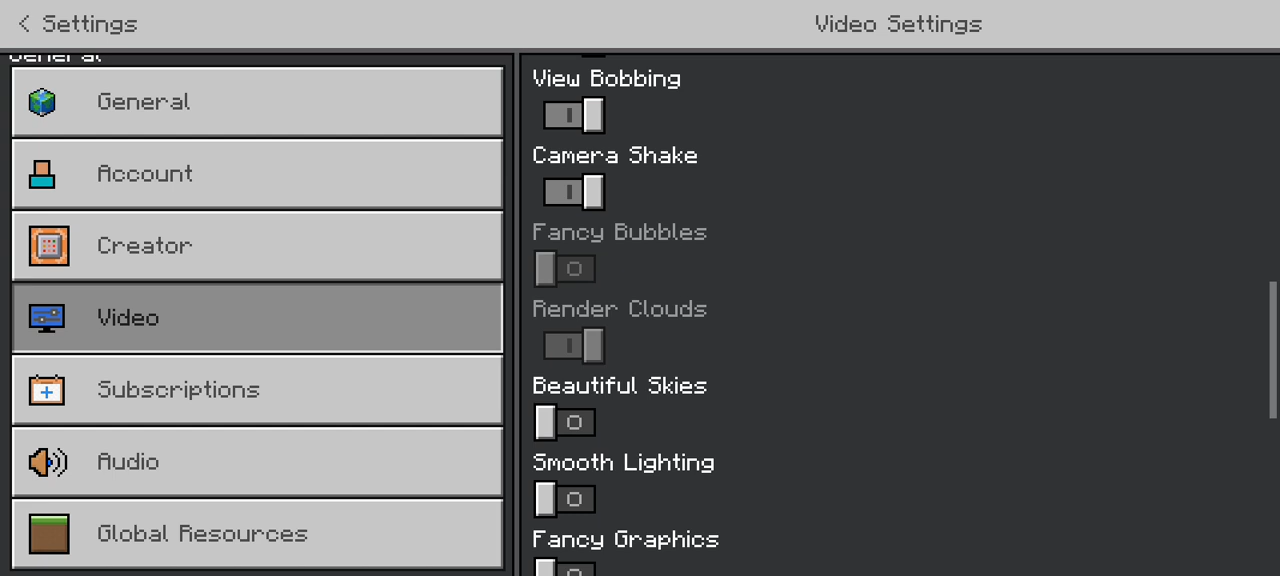 Settings
Video Settings
General
General
Account
Creator
Video
Subscriptions
Audio
Global Resources
View Bobbing
Camera Shake
Fancy Bubbles
Render Clouds
Beautiful Skies
Smooth Lighting
Fancy Graphics